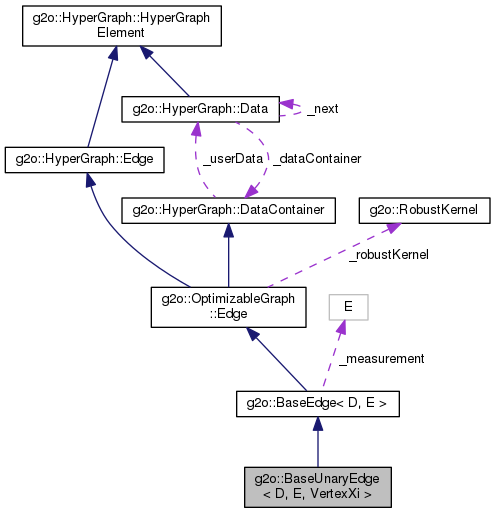 g2o::HyperGraph::HyperGraph
Element
g2o::HyperGraph::Data
_next
g2o::HyperGraph::Edge
_userData
_dataContainer
g2o::HyperGraph::DataContainer
g2o::RobustKernel
_robustKernel
g2o::OptimizableGraph
::Edge
E
_measurement
g2o::BaseEdge< D, E >
g2o::BaseUnaryEdge
< D, E, VertexXi >